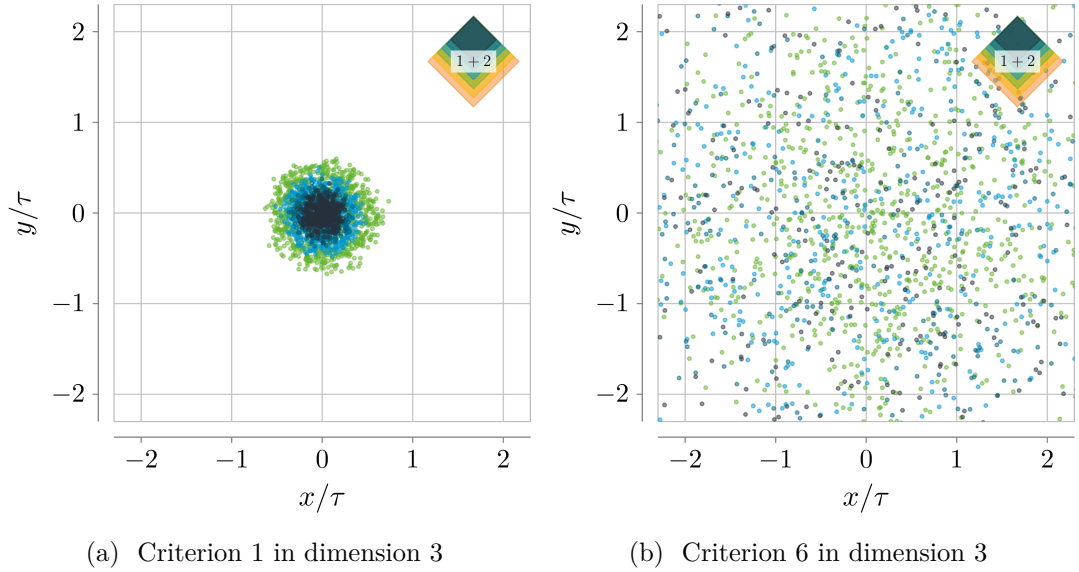 2
1
0
−1
−2
y/τ
1 + 2
−2 −1 0 1 2
x/τ
(a) Criterion 1 in dimension 3
2
1
0
−1
−2
y/τ
1 + 2
−2 −1 0 1 2
x/τ
(b) Criterion 6 in dimension 3